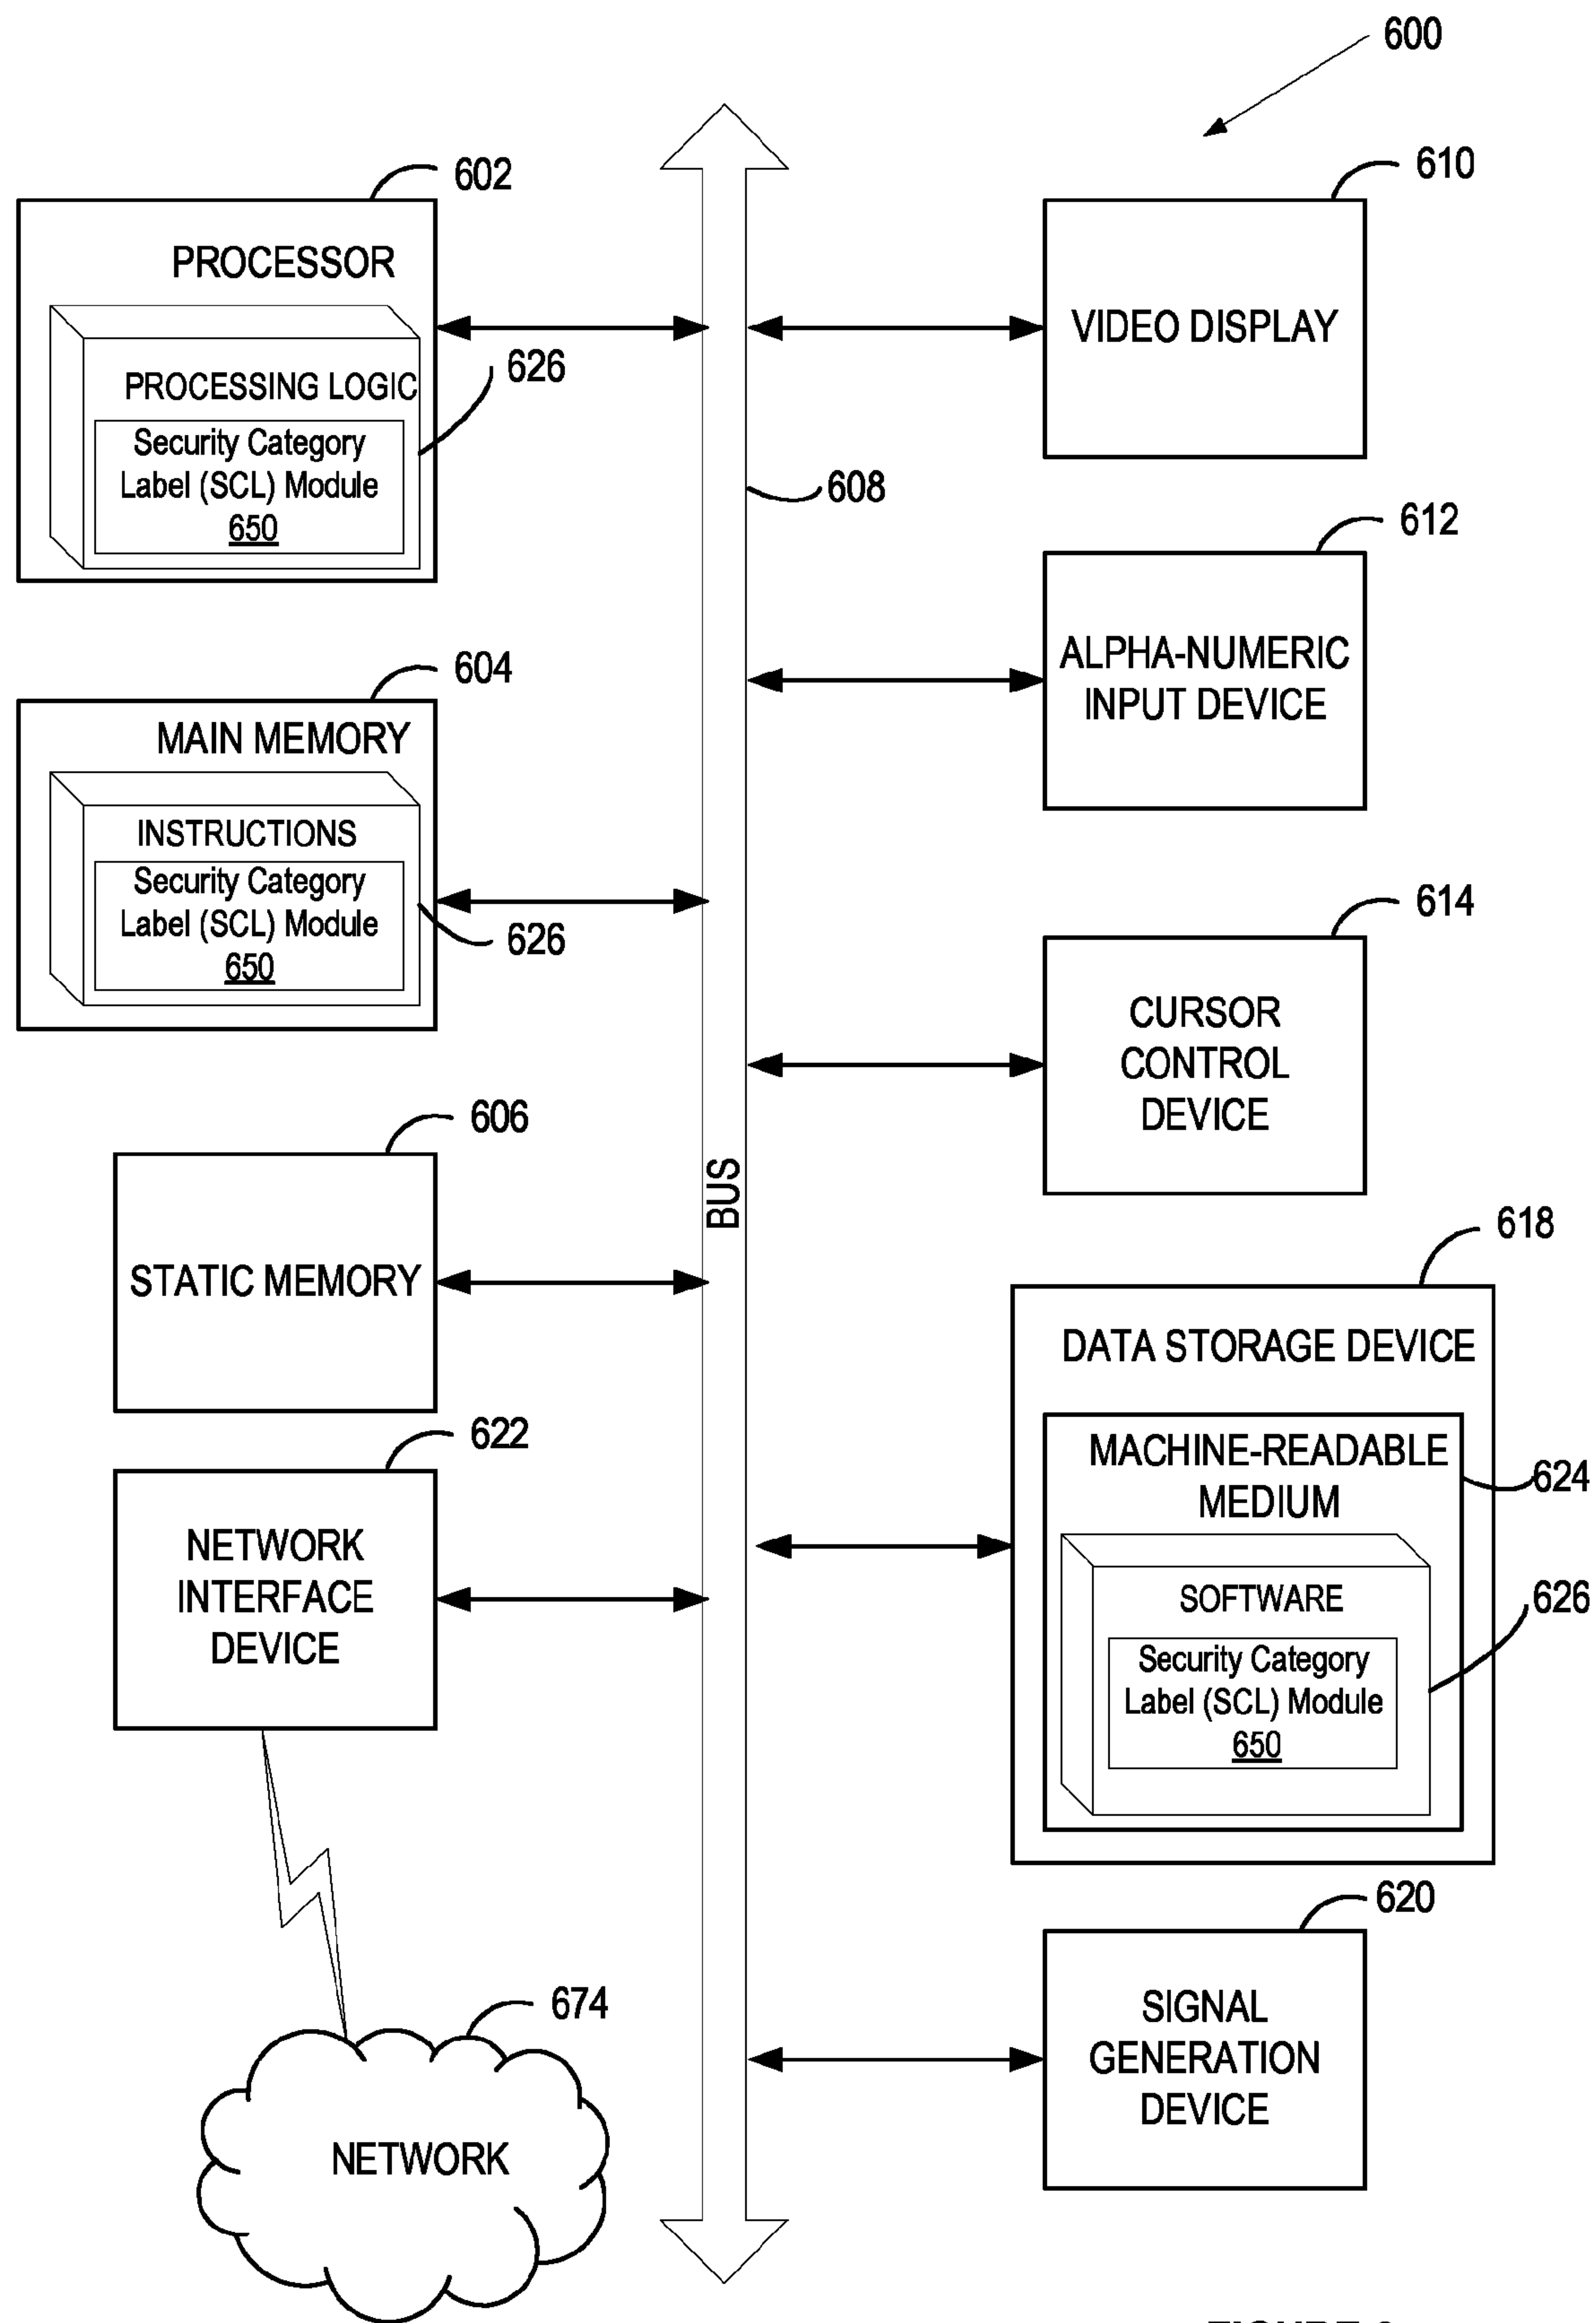 600
602
PROCESSOR
PROCESSING LOGIC
626
Security Category
Label (SCL) Module
650
604
MAIN MEMORY
INSTRUCTIONS
Security Category
Label (SCL) Module
650
626
606
STATIC MEMORY
622
NETWORK
INTERFACE
DEVICE
674
NETWORK
608
BUS
610
VIDEO DISPLAY
612
ALPHA-NUMERIC
INPUT DEVICE
614
CURSOR
CONTROL
DEVICE
618
DATA STORAGE DEVICE
MACHINE-READABLE
MEDIUM
624
SOFTWARE
626
Security Category
Label (SCL) Module
650
620
SIGNAL
GENERATION
DEVICE